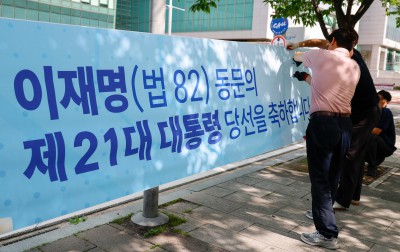 이재명(법 82) 동문의
제21대 대통령 당선을 축하합니다